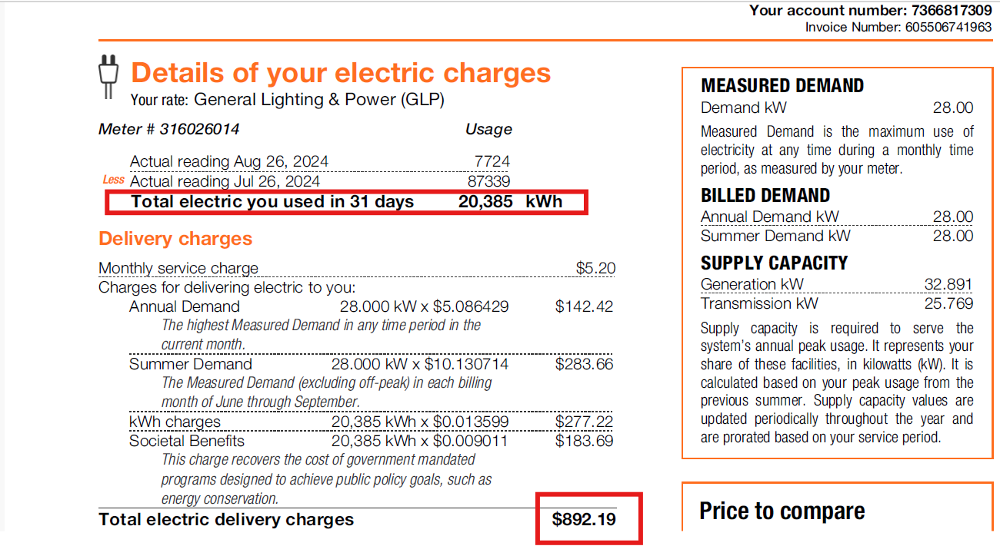 Your account number: 7366817309
Invoice Number: 605506741963
Details of your electric charges
Your rate: General Lighting & Power (GLP)
Meter # 316026014 Usage
Actual reading Aug 26, 2024 7724
Less Actual reading Jul 26, 2024 87339
Total electric you used in 31 days 20,385 kWh
Delivery charges
Monthly service charge $5.20
Charges for delivering electric to you:
Annual Demand 28.000 kW x $5.086429 $142.42
The highest Measured Demand in any time period in the
current month.
Summer Demand 28.000 kW x $10.130714 $283.66
The Measured Demand (excluding off-peak) in each billing
month of June through September.
kWh charges 20,385 kWh x $0.013599 $277.22
Societal Benefits 20,385 kWh x $0.009011 $183.69
This charge recovers the cost of government mandated
programs designed to achieve public policy goals, such as
energy conservation.
Total electric delivery charges $892.19
MEASURED DEMAND
Demand kW 28.00
Measured Demand is the maximum use of
electricity at any time during a monthly time
period, as measured by your meter.
BILLED DEMAND
Annual Demand kW 28.00
Summer Demand kW 28.00
SUPPLY CAPACITY
Generation kW 32.891
Transmission kW 25.769
Supply capacity is required to serve the
system's annual peak usage. It represents your
share of these facilities, in kilowatts (kW). It is
calculated based on your peak usage from the
previous summer. Supply capacity values are
updated periodically throughout the year and
are prorated based on your service period.
Price to compare